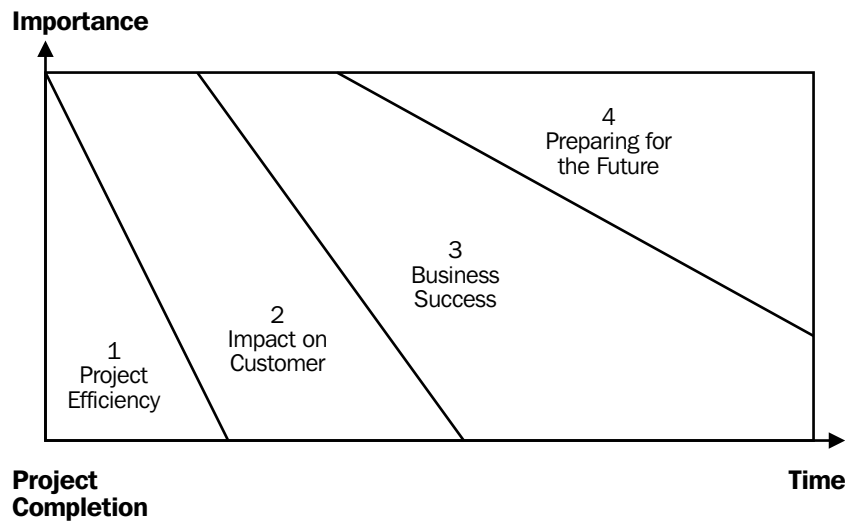 Importance
4
Preparing for
the Future
3
Business
Success
2
Impact on
Customer
1
Project
Efficiency
Project
Completion
Time